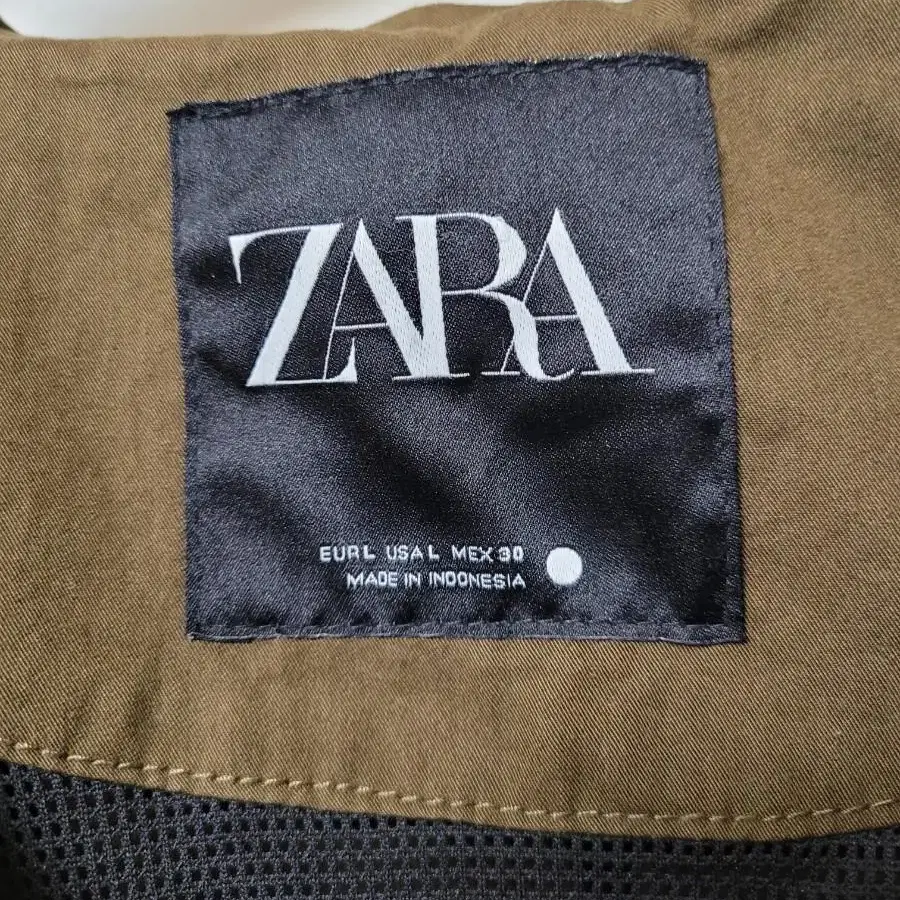 ZARA
EUR L USA L MEX 30
MADE IN INDONESIA